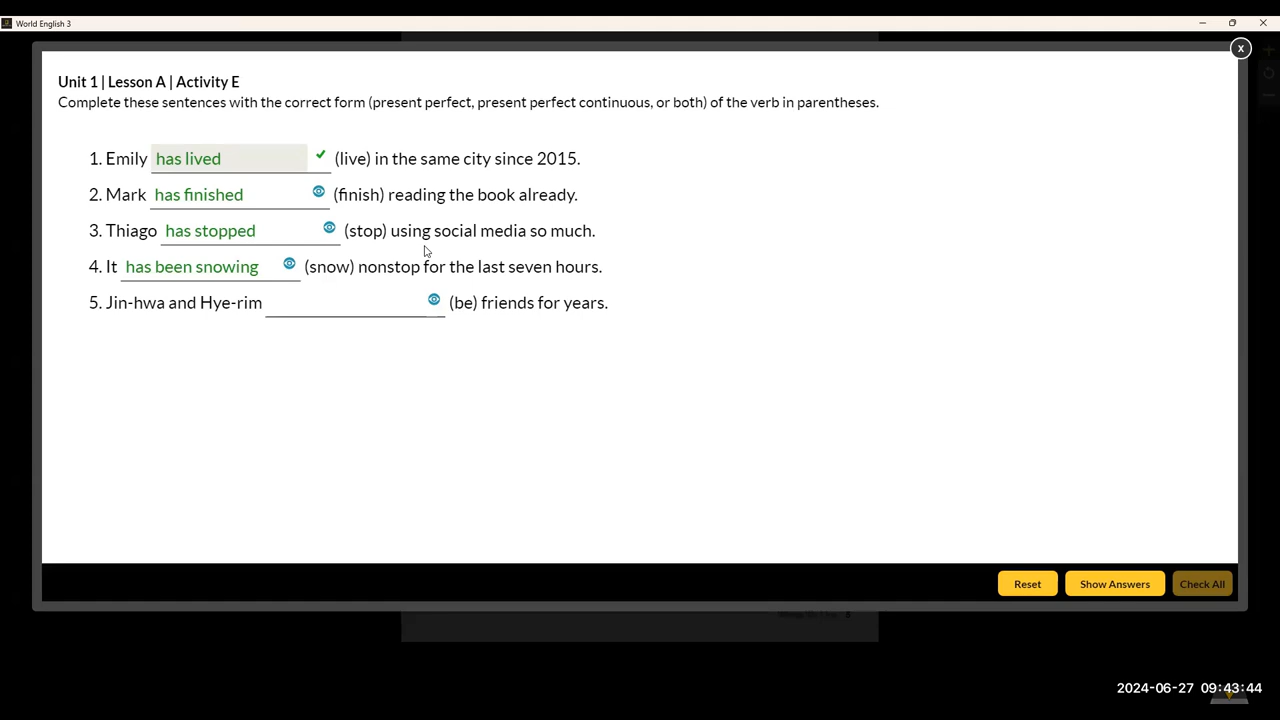 World English 3
x
Unit 1 | Lesson A | Activity E
Complete these sentences with the correct form (present perfect, present perfect continuous, or both) of the verb in parentheses.
1. Emily has lived (live) in the same city since 2015.
2. Mark has finished (finish) reading the book already.
3. Thiago has stopped (stop) using social media so much.
4. It has been snowing (snow) nonstop for the last seven hours.
5. Jin-hwa and Hye-rim (be) friends for years.
Reset Show Answers Check All
2024-06-27 09:43:44